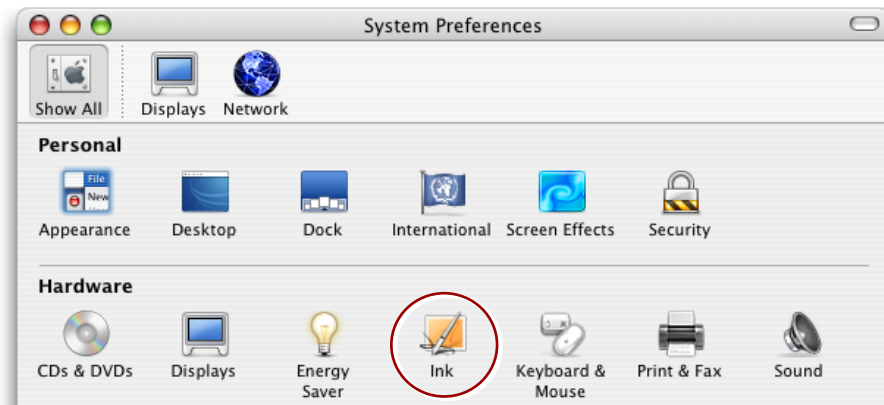 System Preferences
Show All Displays Network
Personal
File
New
Appearance Desktop Dock International Screen Effects Security
Hardware
CDs & DVDs Displays Energy Saver Ink Keyboard & Mouse Print & Fax Sound